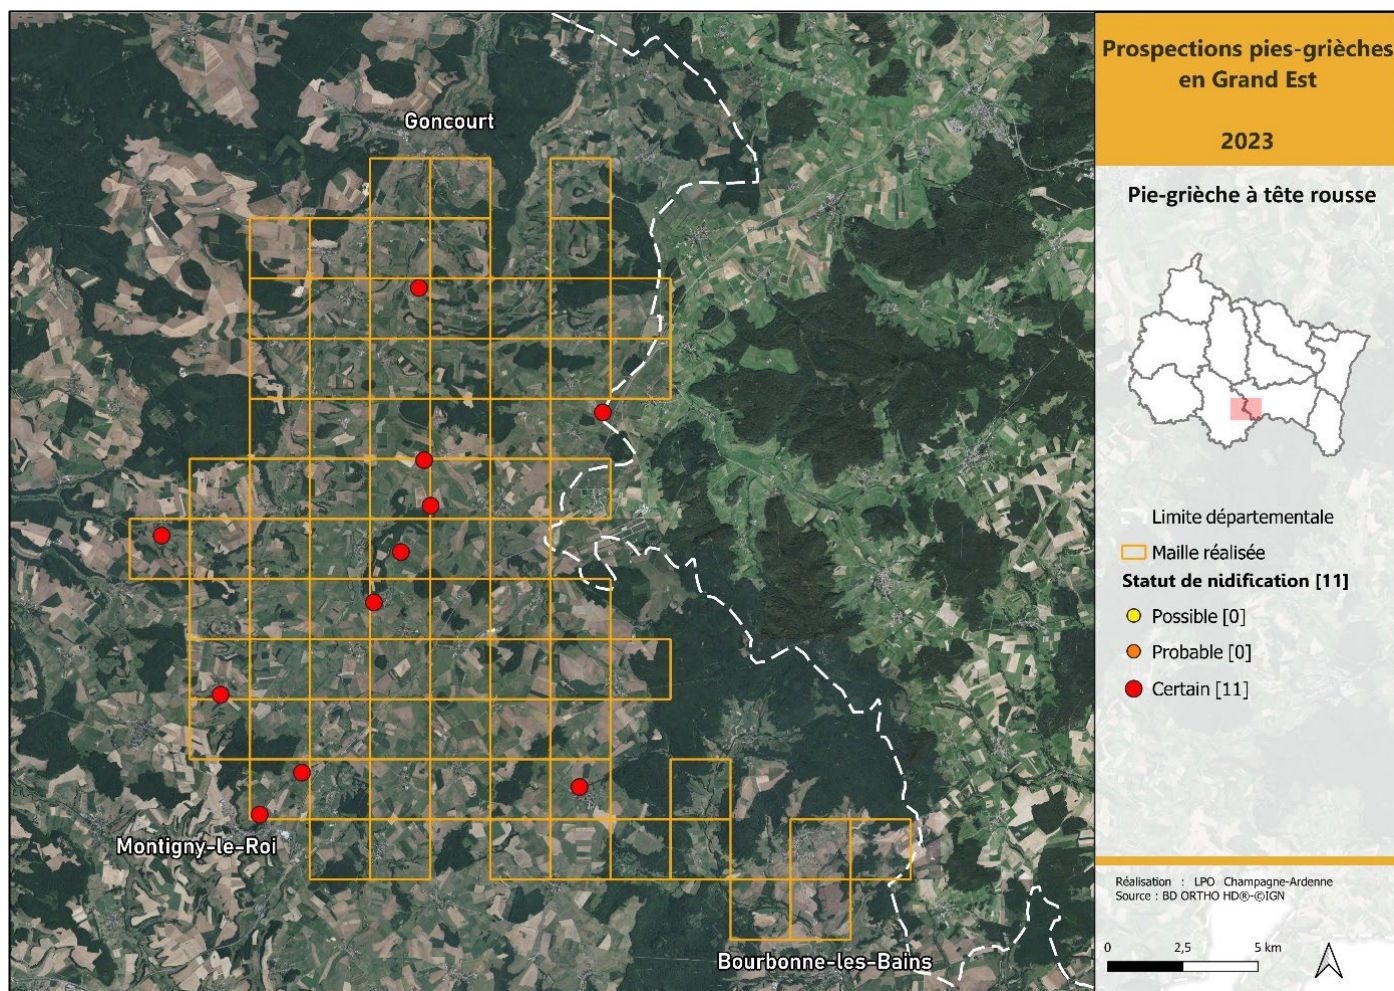 Goncourt
Montigny-le-Roi
Bourbonne-les-Bains
Prospections pies-grièches
en Grand Est
2023
Pie-grièche à tête rousse
Limite départementale
Maille réalisée
Statut de nidification [11]
Possible [0]
Probable [0]
Certain [11]
Réalisation : LPO Champagne-Ardenne
Source : BD ORTHO HD®-©IGN
0 2,5 5 km